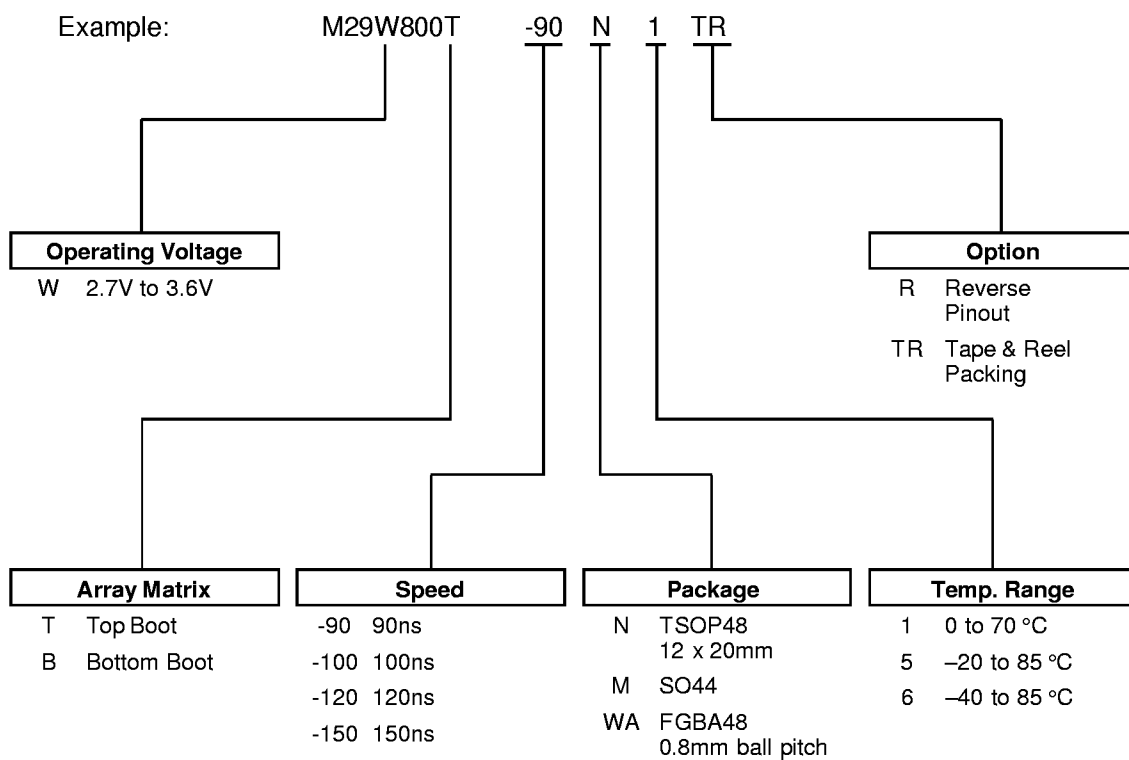 Example: M29W800T -90 N 1 TR
Operating Voltage
W 2.7V to 3.6V
Option
R Reverse
Pinout
TR Tape & Reel
Packing
Array Matrix
T Top Boot
B Bottom Boot
Speed
-90 90ns
-100 100ns
-120 120ns
-150 150ns
Package
N TSOP48
12 x 20mm
M SO44
WA FGBA48
0.8mm ball pitch
Temp. Range
1 0 to 70 °C
5 –20 to 85 °C
6 –40 to 85 °C